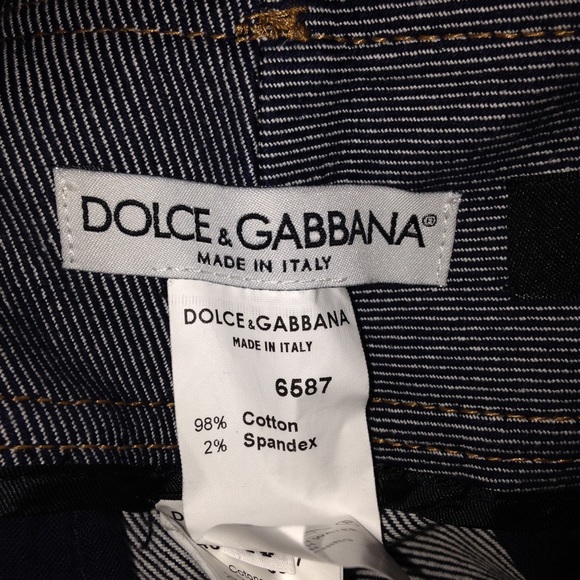 DOLCE & GABBANA®
MADE IN ITALY
DOLCE & GABBANA
MADE IN ITALY
6587
98% Cotton
2% Spandex